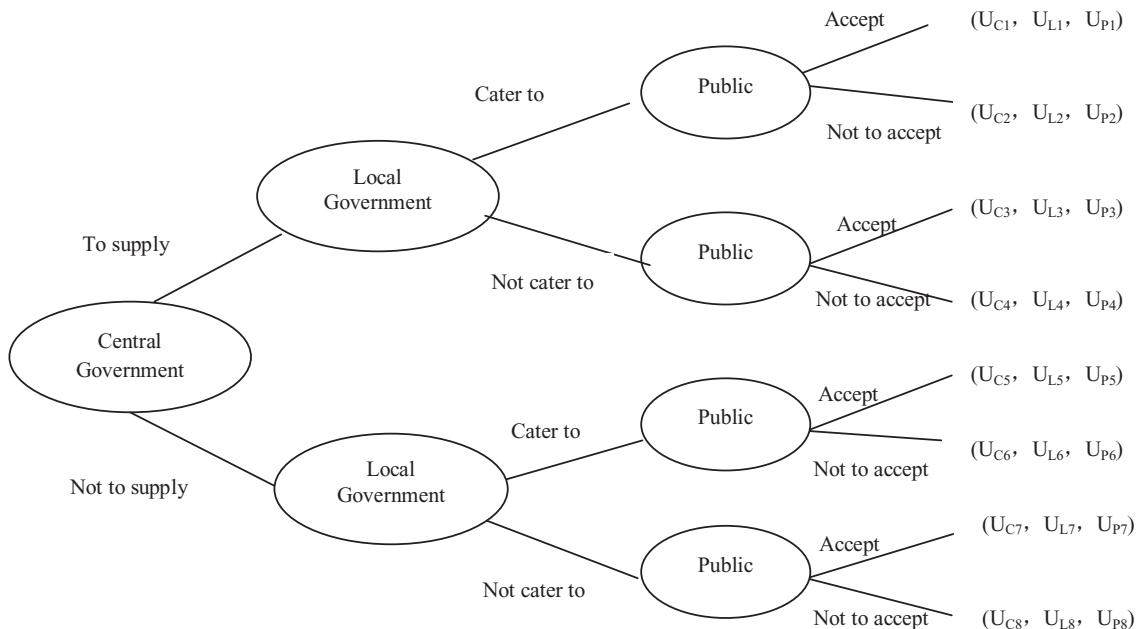 Accept
(U_C1, U_L1, U_P1)
Public
Cater to
(U_C2, U_L2, U_P2)
Not to accept
Local
Government
(U_C3, U_L3, U_P3)
Accept
To supply
Public
Not cater to
Not to accept
(U_C4, U_L4, U_P4)
Central
Government
(U_C5, U_L5, U_P5)
Accept
Public
Cater to
(U_C6, U_L6, U_P6)
Not to accept
Local
Government
Not to supply
(U_C7, U_L7, U_P7)
Accept
Public
Not cater to
Not to accept
(U_C8, U_L8, U_P8)